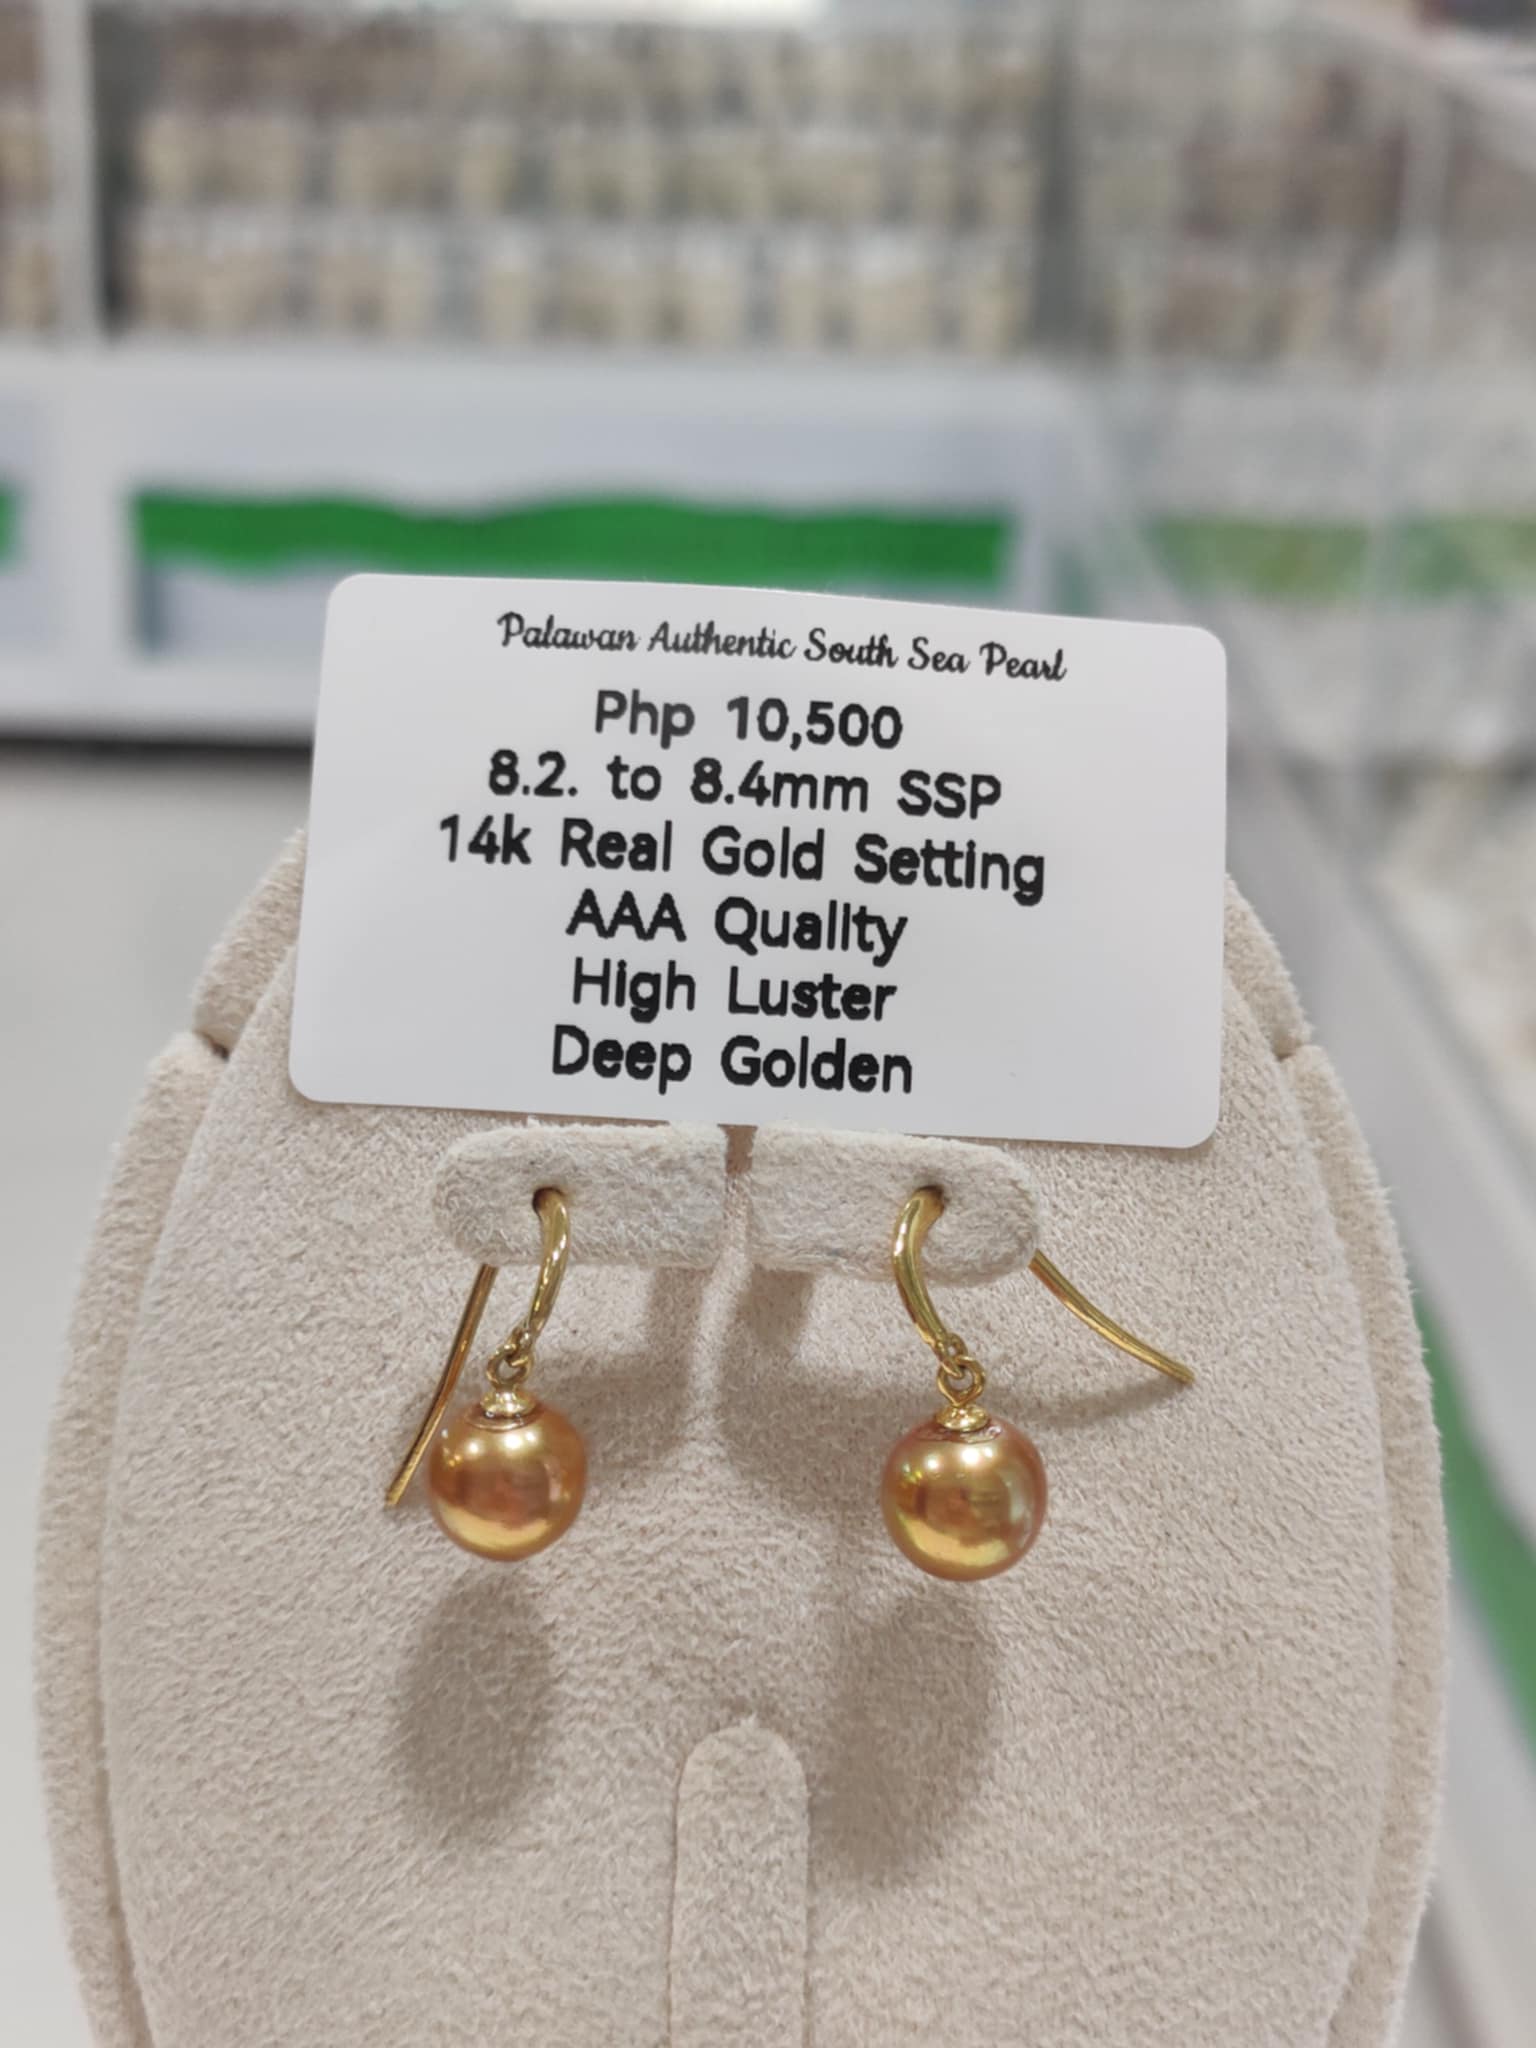 Palawan Authentic South Sea Pearl
Php 10,500
8.2. to 8.4mm SSP
14k Real Gold Setting
AAA Quality
High Luster
Deep Golden